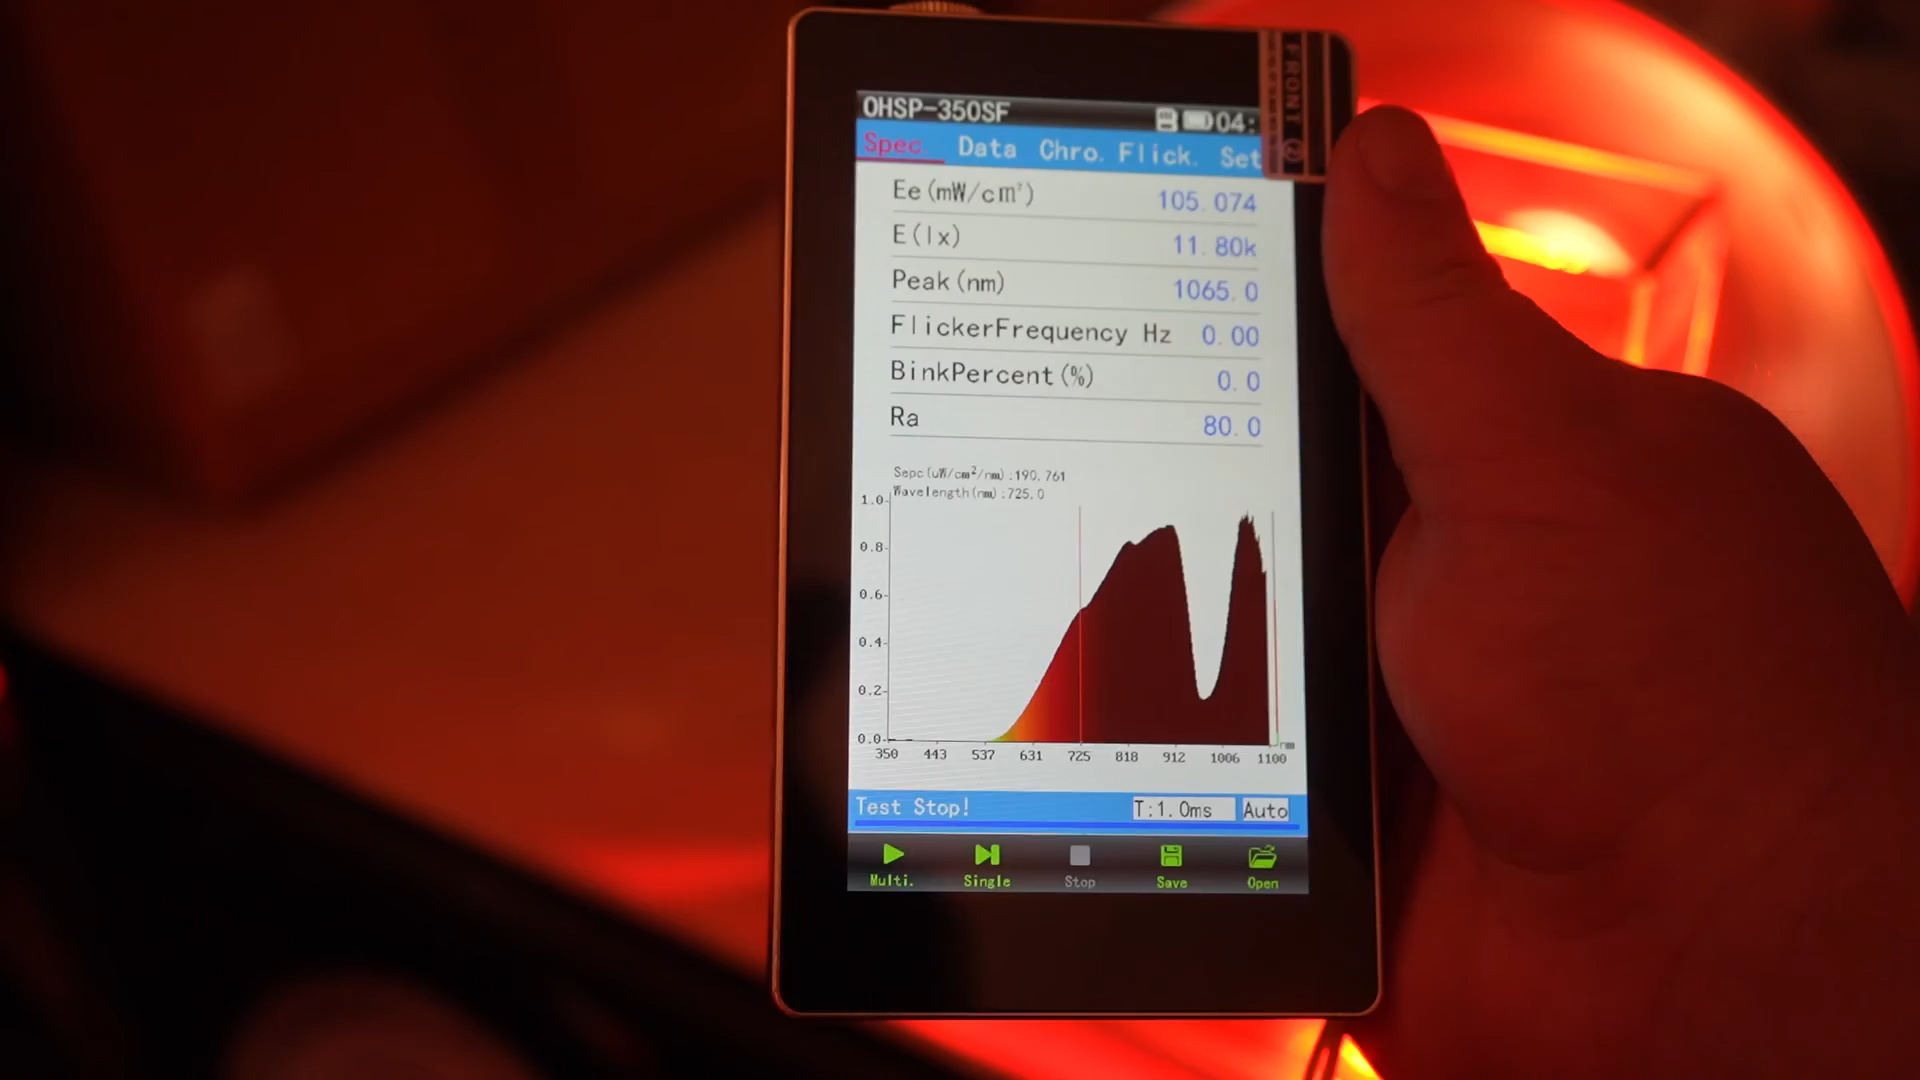 OHSP-350SF 04:
Spec. Data Chro. Flick. Set
Ee(mW/cm²) 105.074
E(lx) 11.80k
Peak(nm) 1065.0
FlickerFrequency Hz 0.00
BinkPercent(%) 0.0
Ra 80.0
Sepc(uW/cm²/nm):190.761
Wavelength(nm):725.0
1.0
0.8
0.6
0.4
0.2
0.0
350 443 537 631 725 818 912 1006 1100 nm
Test Stop! T:1.0ms Auto
Multi. Single Stop Save Open
FRONT